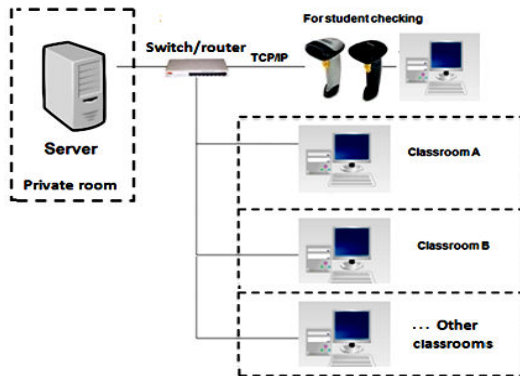 For student checking
Switch/router
TCP/IP
Server
Private room
Classroom A
Classroom B
... Other
classrooms